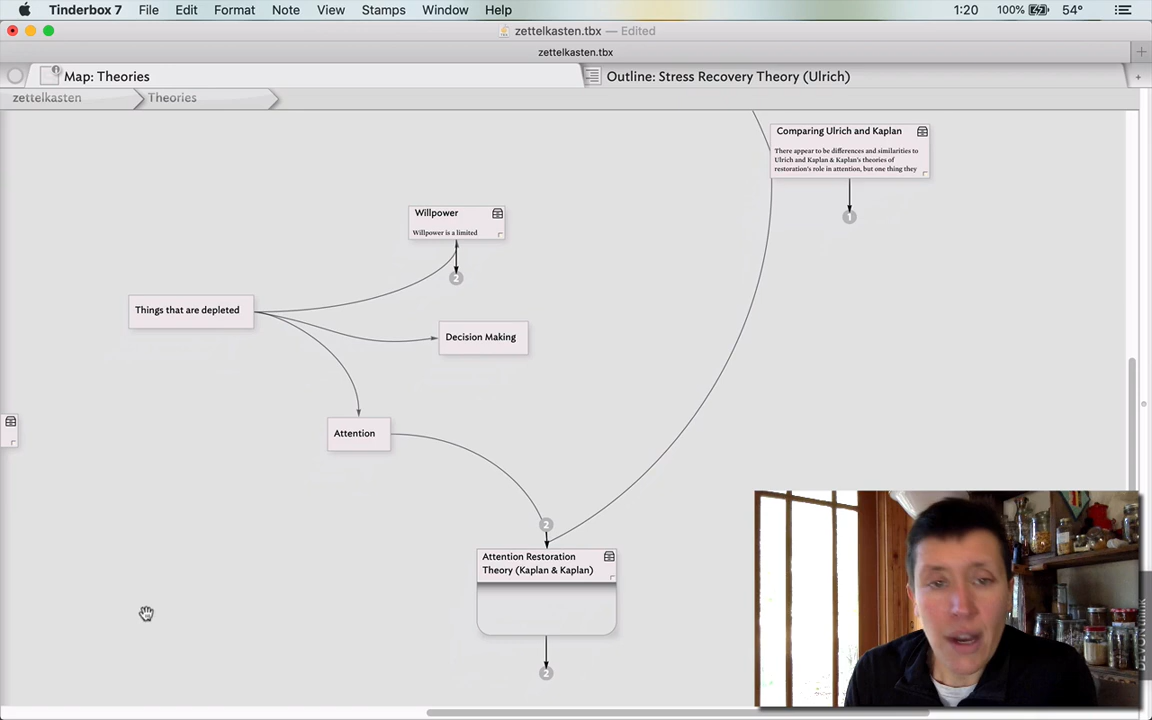 Tinderbox 7 File Edit Format Note View Stamps Window Help 1:20 100% 54°
zettelkasten.tbx — Edited
zettelkasten.tbx
Map: Theories Outline: Stress Recovery Theory (Ulrich)
zettelkasten Theories
Comparing Ulrich and Kaplan
There appear to be differences and similarities to
Ulrich and Kaplan & Kaplan's theories of
restoration's role in attention, but one thing they
1
Willpower
Willpower is a limited
2
Things that are depleted
Decision Making
Attention
2
Attention Restoration
Theory (Kaplan & Kaplan)
2
DEVONthink